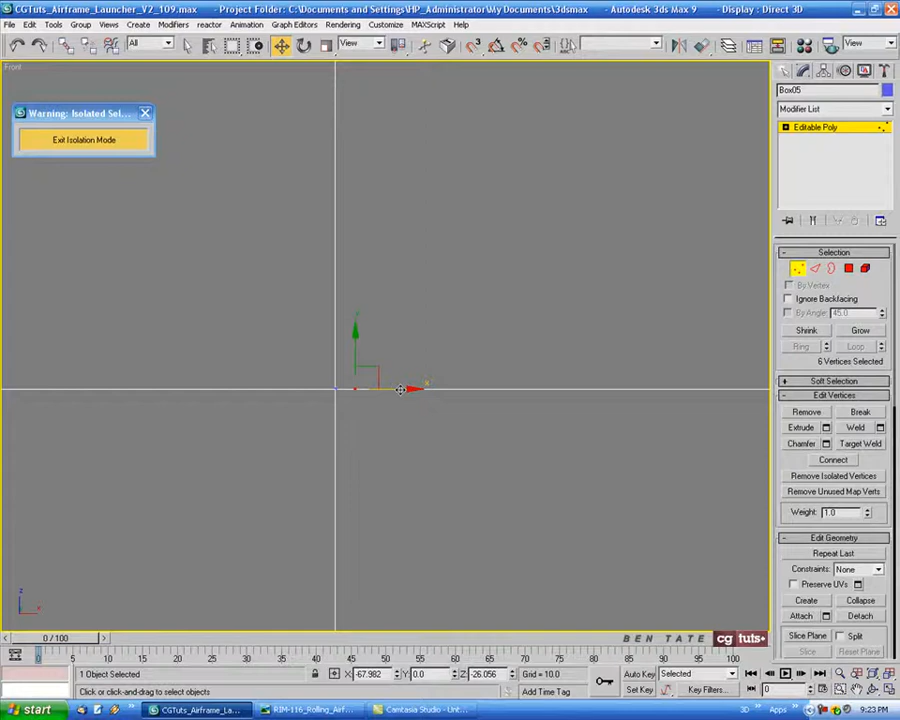 CGTuts_Airframe_Launcher_V2_109.max - Project Folder: C:\Documents and Settings\HP_Administrator\My Documents\3dsmax - Autodesk 3ds Max 9 - Display : Direct 3D
File Edit Tools Group Views Create Modifiers reactor Animation Graph Editors Rendering Customize MAXScript Help
All View View
Front
Box05
Warning: Isolated Sel...
Modifier List
Editable Poly
Exit Isolation Mode
Selection
By Vertex
Ignore Backfacing
By Angle: 45.0
Shrink Grow
Ring Loop
6 Vertices Selected
Soft Selection
Edit Vertices
Remove Break
Extrude Weld
Chamfer Target Weld
Connect
Remove Isolated Vertices
Remove Unused Map Verts
Weight: 1.0
Edit Geometry
Repeat Last
Constraints: None
Preserve UVs
Create Collapse
Attach Detach
Slice Plane Split
Slice Reset Plane
x
z
x
0 / 100
BEN TATE cg tuts+
0 5 10 15 20 25 30 35 40 45 50 55 60 65 70 75 80 85 90 95 100
1 Object Selected X: -67.982 Y: 0.0 Z: -26.056 Grid = 10.0 Auto Key Selected
Click or click-and-drag to select objects Add Time Tag Set Key Key Filters... 0
start CGTuts_Airframe_La... RIM-116_Rolling_Airf... Camtasia Studio - Unt... 3D Apps 9:23 PM